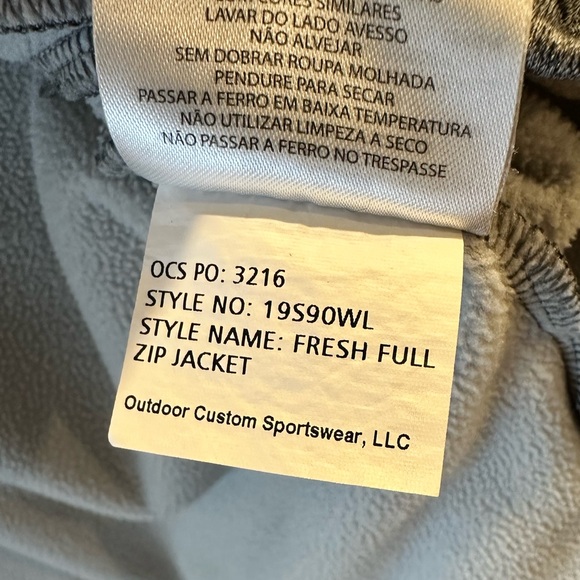 CORES SIMILARES
LAVAR DO LADO AVESSO
NÃO ALVEJAR
SEM DOBRAR ROUPA MOLHADA
PENDURE PARA SECAR
PASSAR A FERRO EM BAIXA TEMPERATURA
NÃO UTILIZAR LIMPEZA A SECO
NÃO PASSAR A FERRO NO TRESPASSE
OCS PO: 3216
STYLE NO: 19S90WL
STYLE NAME: FRESH FULL
ZIP JACKET
Outdoor Custom Sportswear, LLC